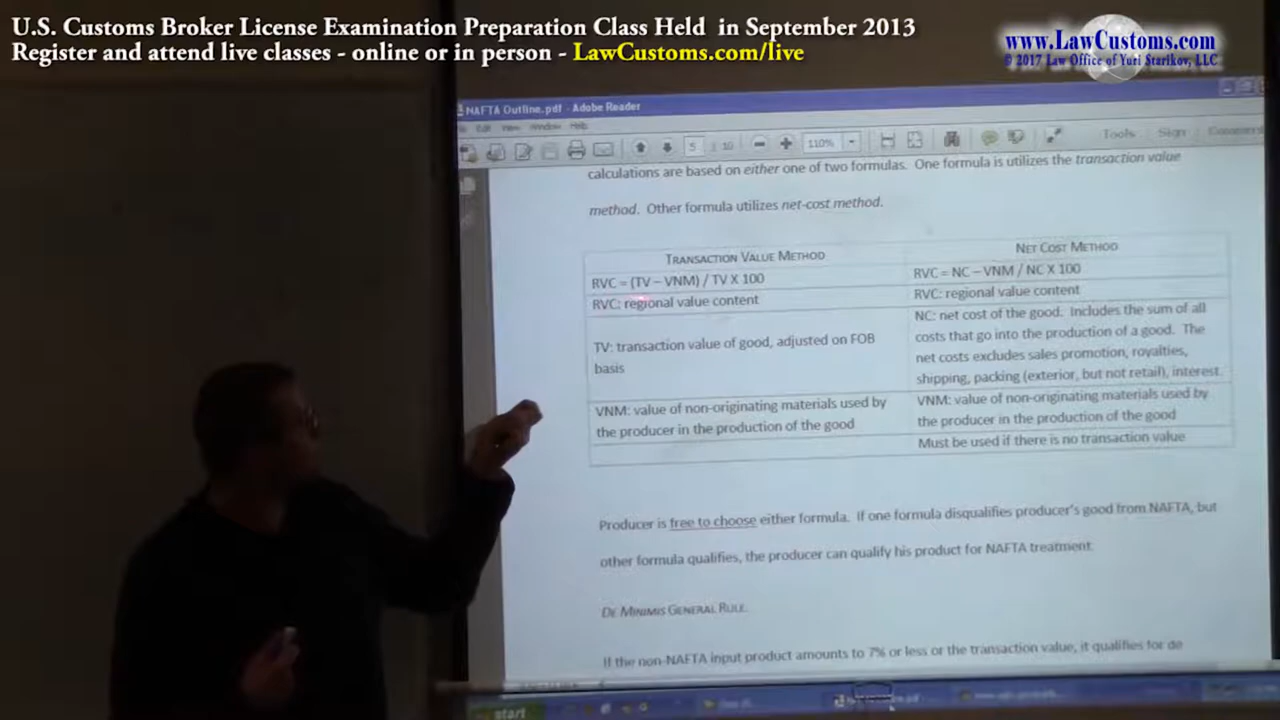 U.S. Customs Broker License Examination Preparation Class Held in September 2013
Register and attend live classes - online or in person - LawCustoms.com/live
www.LawCustoms.com
© 2017 Law Office of Yuri Starikov, LLC
NAFTA Outline.pdf - Adobe Reader
Edit View Window Help
5 / 10 110% Tools Sign Comment
calculations are based on either one of two formulas. One formula is utilizes the transaction value
method. Other formula utilizes net-cost method.
TRANSACTION VALUE METHOD
NET COST METHOD
RVC = (TV – VNM) / TV X 100
RVC = NC – VNM / NC X 100
RVC: regional value content
RVC: regional value content
TV: transaction value of good, adjusted on FOB
basis
NC: net cost of the good. Includes the sum of all
costs that go into the production of a good. The
net costs excludes sales promotion, royalties,
shipping, packing (exterior, but not retail), interest.
VNM: value of non-originating materials used by
the producer in the production of the good
VNM: value of non-originating materials used by
the producer in the production of the good
Must be used if there is no transaction value
Producer is free to choose either formula. If one formula disqualifies producer's good from NAFTA, but
other formula qualifies, the producer can qualify his product for NAFTA treatment.
DE MINIMIS GENERAL RULE
If the non-NAFTA input product amounts to 7% or less or the transaction value, it qualifies for de
start